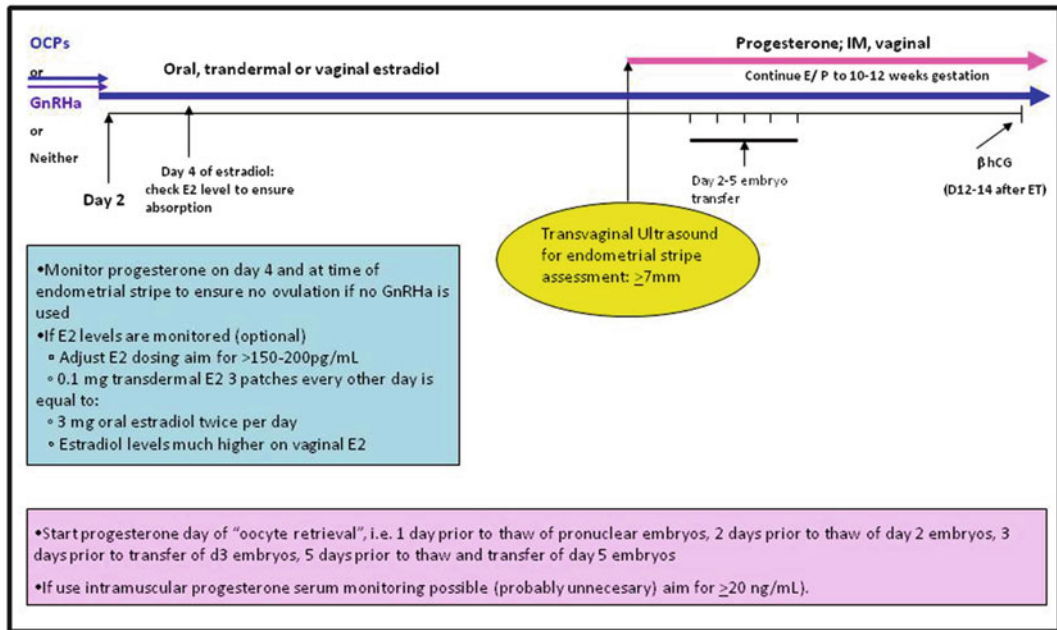 OCPs
or
GnRHa
or
Neither
Oral, trandermal or vaginal estradiol
Progesterone; IM, vaginal
Continue E/ P to 10-12 weeks gestation
Day 2
Day 4 of estradiol:
check E2 level to ensure
absorption
Day 2-5 embryo
transfer
βhCG
(D12-14 after ET)
Transvaginal Ultrasound
for endometrial stripe
assessment: ≥7mm
•Monitor progesterone on day 4 and at time of
endometrial stripe to ensure no ovulation if no GnRHa is
used
•If E2 levels are monitored (optional)
▫ Adjust E2 dosing aim for >150-200pg/mL
▫ 0.1 mg transdermal E2 3 patches every other day is
equal to:
▫ 3 mg oral estradiol twice per day
▫ Estradiol levels much higher on vaginal E2
•Start progesterone day of “oocyte retrieval”, i.e. 1 day prior to thaw of pronuclear embryos, 2 days prior to thaw of day 2 embryos, 3
days prior to transfer of d3 embryos, 5 days prior to thaw and transfer of day 5 embryos
•If use intramuscular progesterone serum monitoring possible (probably unnecesary) aim for ≥20 ng/mL).